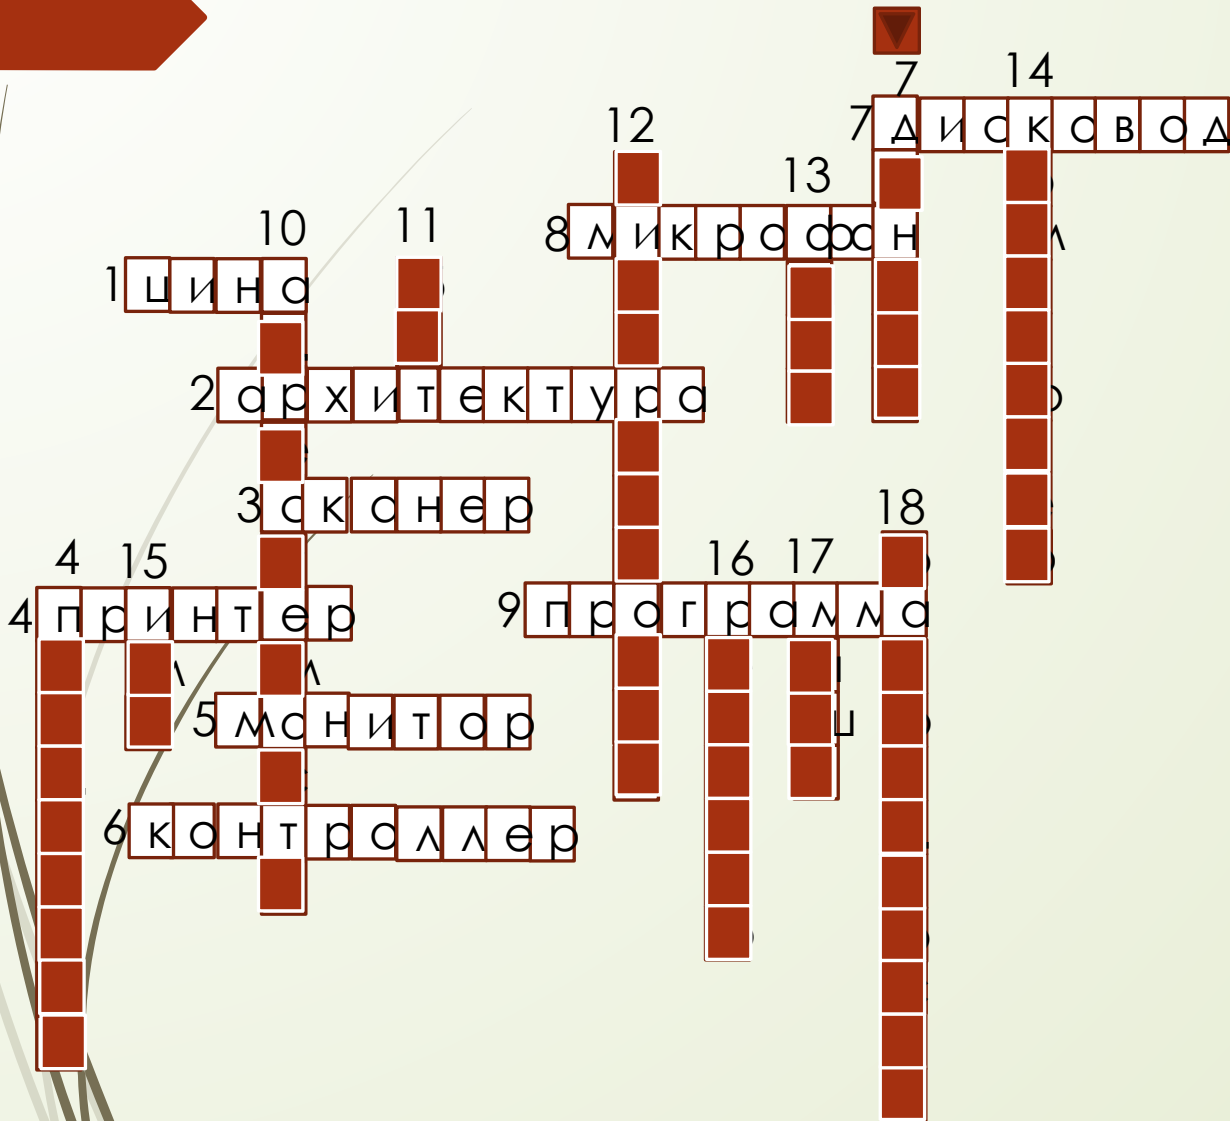 7
14
12
7 дисковод
13
10
11
8 микрофон
1 шина
2 архитектура
3 сканер
18
4
15
16
17
4 принтер
9 программа
5 монитор
6 контроллер